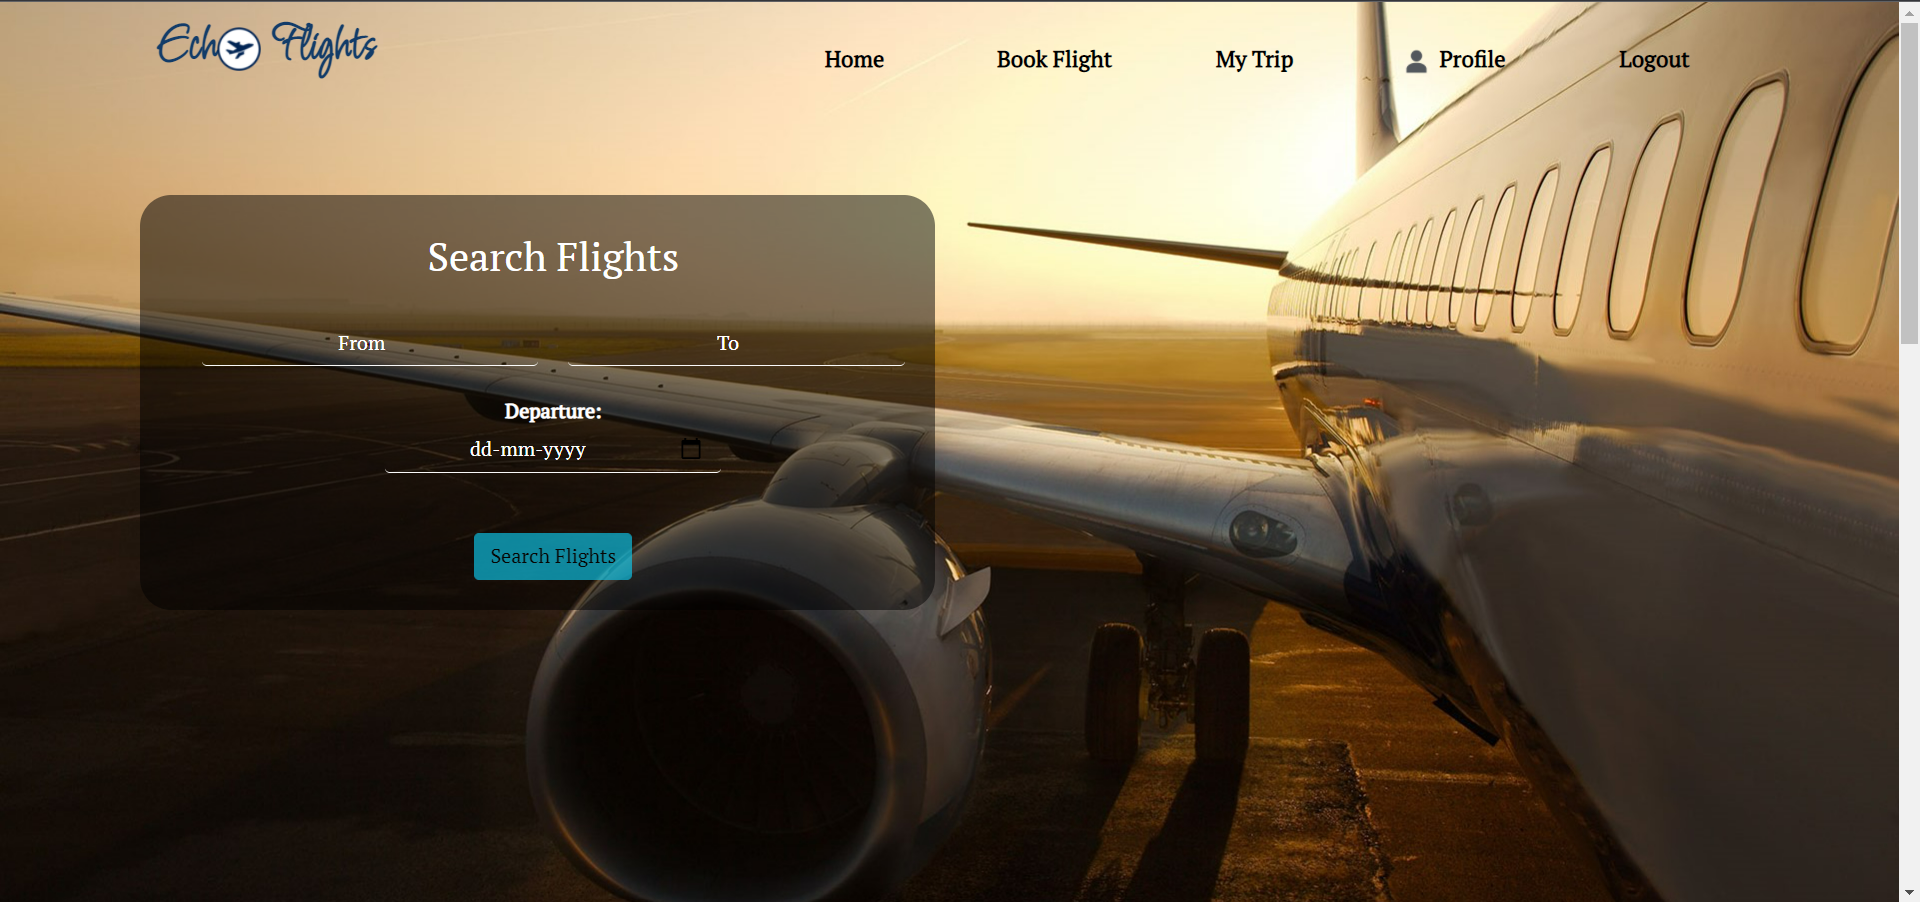 Echo Flights
Home
Book Flight
My Trip
Profile
Logout
Search Flights
From
To
Departure:
dd-mm-yyyy
Search Flights